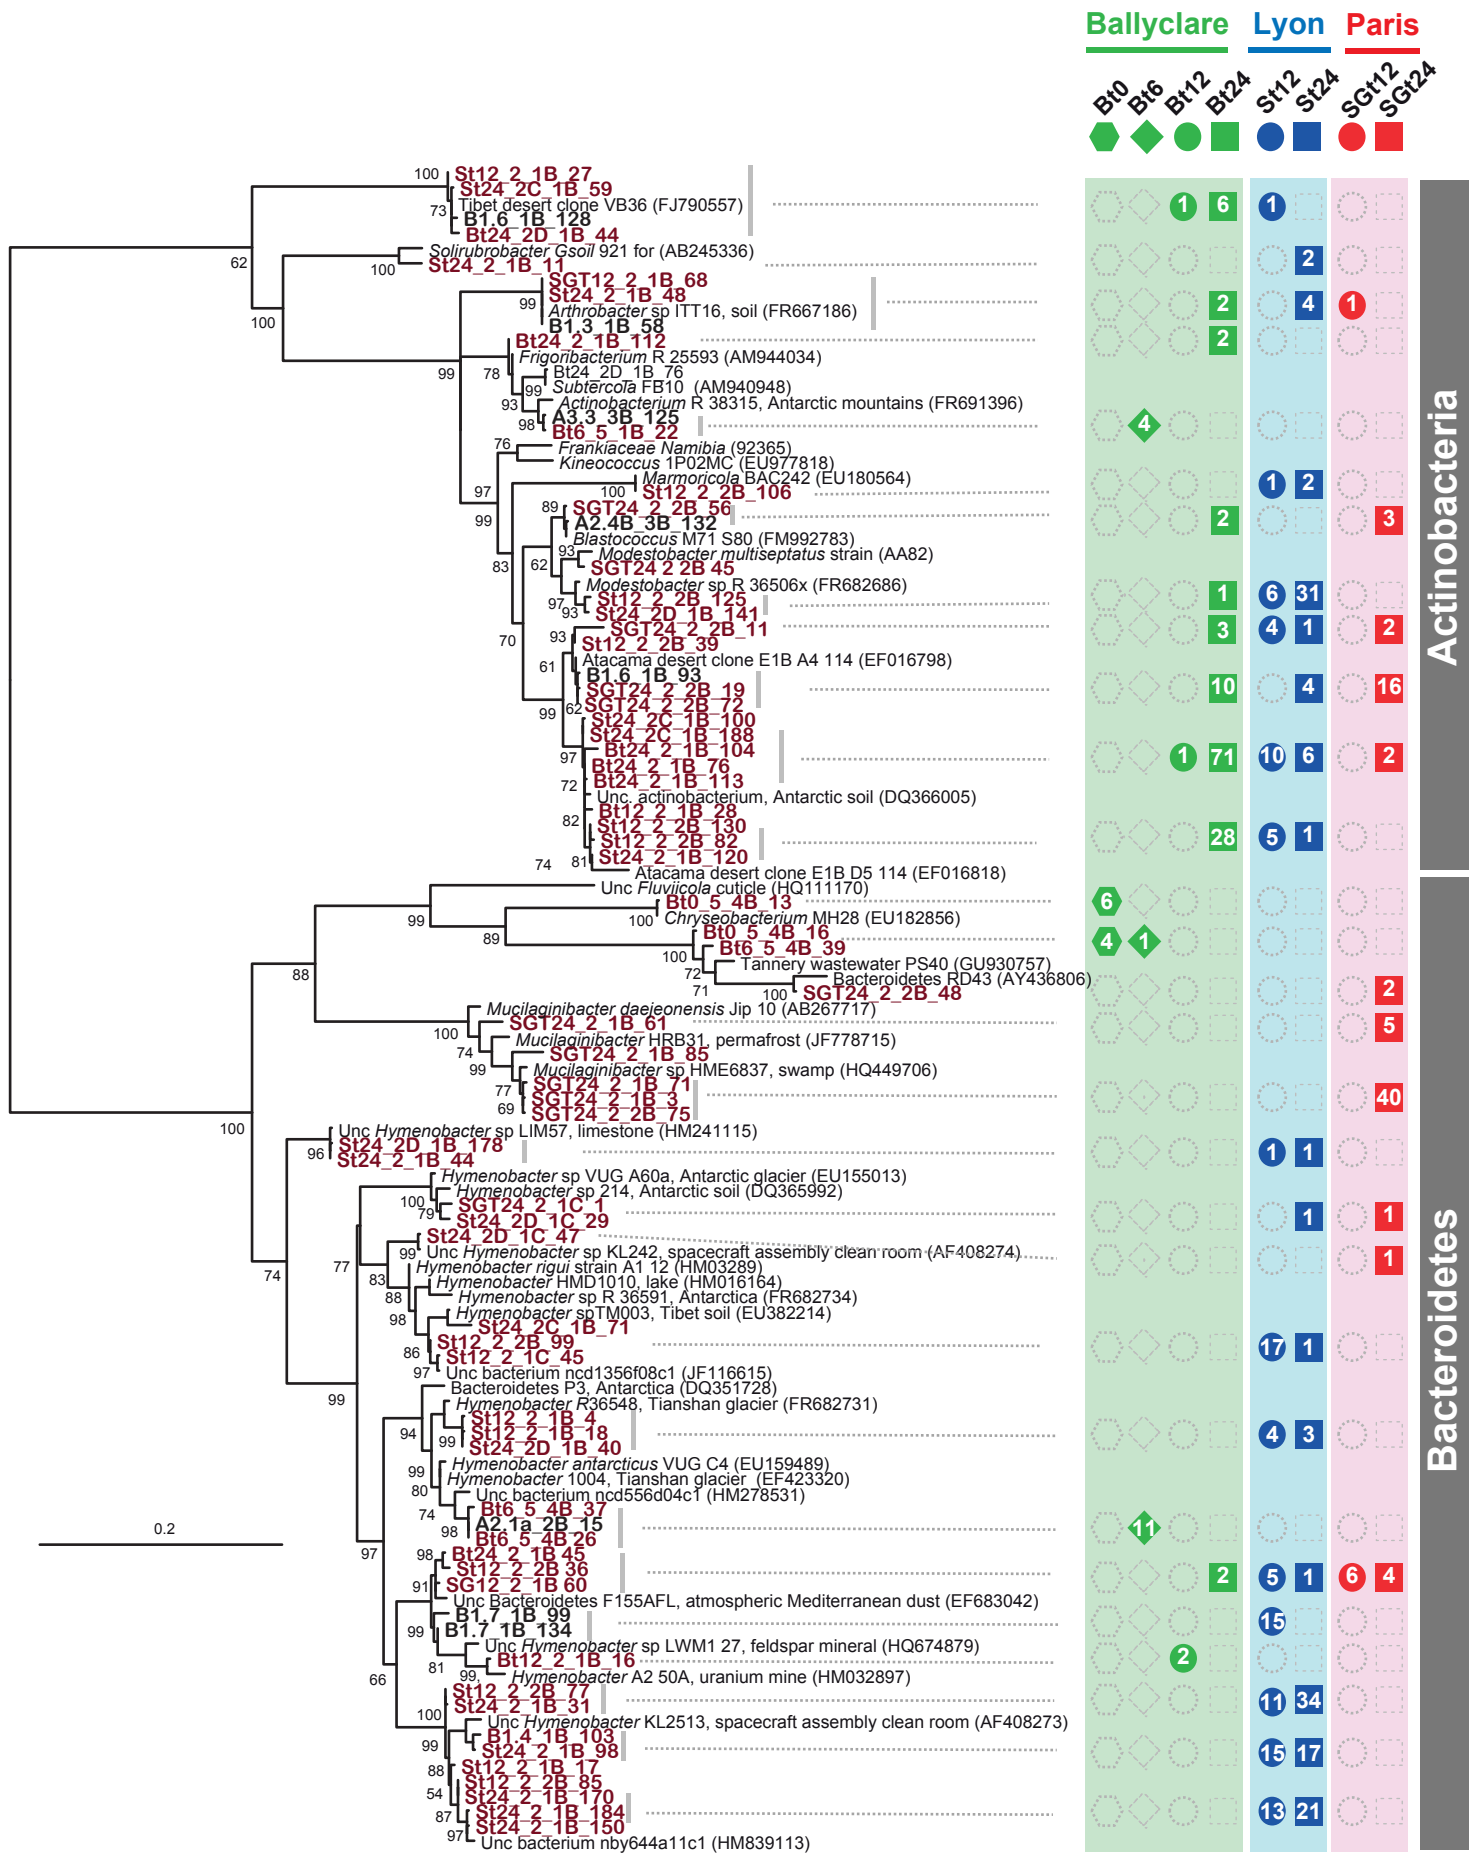 Ballyclare Lyon Paris
Bt0 Bt6 Bt12 Bt24 St12 St24 SGt12 SGt24
100 St12_2_1B_27
St24_2C_1B_59
Tibet desert clone VB36 (FJ790557) 1 6 1
73 B1.6_1B_128
Bt24_2D_1B_44
62 Solirubrobacter Gsoil 921 for (AB245336)
100 St24_2_1B_11 2
SGT12_2_1B_68
St24_2_1B_48
99 Arthrobacter sp ITT16, soil (FR667186) 2 4 1
100 B1.3_1B_58
Bt24_2_1B_112 2
Frigoribacterium R 25593 (AM944034)
99 78 Bt24_2D_1B_76
99 Subtercola FB10 (AM940948)
93 Actinobacterium R 38315, Antarctic mountains (FR691396)
A3.3_3B_125
98 Bt6_5_1B_22 4
76 Frankiaceae Namibia (92365)
Kineococcus 1P02MC (EU977818)
Marmoricola BAC242 (EU180564)
97 100 St12_2_2B_106 1 2
89 SGT24_2_2B_56
99 A2.4B_3B_132 2 3
Blastococcus M71 S80 (FM992783)
93 Modestobacter multiseptatus strain (AA82)
83 62 SGT24 2 2B 45
Modestobacter sp R 36506x (FR682686)
97 St12_2_2B_125 1 6 31
93 St24_2D_1B_141
70 93 SGT24_2_2B_11 3 4 1 2
St12_2_2B_39
61 Atacama desert clone E1B A4 114 (EF016798)
B1.6_1B_93
SGT24_2_2B_19 10 4 16
99 62 SGT24_2_2B_72
St24_2C_1B_100
St24_2C_1B_188
97 Bt24_2_1B_104 1 71 10 6 2
Bt24_2_1B_76
72 Bt24_2_1B_113
Unc. actinobacterium, Antarctic soil (DQ366005)
82 Bt12_2_1B_28
St12_2_2B_130
St12_2_2B_82 28 5 1
81 St24_2_1B_120
74 Atacama desert clone E1B D5 114 (EF016818)
Actinobacteria
Unc Fluviicola cuticle (HQ111170)
99 Bt0_5_4B_13 6
100 Chryseobacterium MH28 (EU182856)
89 Bt0_5_4B_16 4 1
100 Bt6_5_4B_39
72 Tannery wastewater PS40 (GU930757)
88 71 Bacteroidetes RD43 (AY436806)
100 SGT24_2_2B_48 2
Mucilaginibacter daejeonensis Jip 10 (AB267717)
100 SGT24_2_1B_61 5
Mucilaginibacter HRB31, permafrost (JF778715)
74 SGT24_2_1B_85
99 Mucilaginibacter sp HME6837, swamp (HQ449706)
77 SGT24_2_1B_71
SGT24_2_1B_3 40
69 SGT24_2_2B_75
100 Unc Hymenobacter sp LIM57, limestone (HM241115)
St24_2D_1B_178 1 1
96 St24_2_1B_44
Hymenobacter sp VUG A60a, Antarctic glacier (EU155013)
Hymenobacter sp 214, Antarctic soil (DQ365992)
100 SGT24_2_1C_1
79 St24_2D_1C_29 1 1
St24_2D_1C_47
99 Unc Hymenobacter sp KL242, spacecraft assembly clean room (AF408274) 1
77 Hymenobacter rigui strain A1 12 (HM03289)
74 83 Hymenobacter HMD1010, lake (HM016164)
88 Hymenobacter sp R 36591, Antarctica (FR682734)
Hymenobacter spTM003, Tibet soil (EU382214)
98 St24_2C_1B_71
St12_2_2B_99 17 1
86 St12_2_1C_45
97 Unc bacterium ncd1356f08c1 (JF116615)
99 Bacteroidetes P3, Antarctica (DQ351728)
Hymenobacter R36548, Tianshan glacier (FR682731)
St12_2_1B_4
94 St12_2_1B_18 4 3
99 St24_2D_1B_40
Hymenobacter antarcticus VUG C4 (EU159489)
99 Hymenobacter 1004, Tianshan glacier (EF423320)
80 Unc bacterium ncd556d04c1 (HM278531)
74 Bt6_5_4B_37
A2.1a_2B_15 11
98 Bt6_5_4B_26
0.2
97 98 Bt24_2_1B 45
St12_2_2B 36 2 5 1 6 4
91 SG12_2_1B 60
Unc Bacteroidetes F155AFL, atmospheric Mediterranean dust (EF683042)
B1.7_1B_99 15
99 B1.7_1B_134
Unc Hymenobacter sp LWM1 27, feldspar mineral (HQ674879)
81 Bt12_2_1B_16 2
66 99 Hymenobacter A2 50A, uranium mine (HM032897)
St12_2_2B_77 11 34
St24_2_1B_31
100 Unc Hymenobacter KL2513, spacecraft assembly clean room (AF408273)
B1.4_1B_103
99 St24_2_1B_98 15 17
88 St12_2_1B_17
St12_2_2B_85
54 St24_2_1B_170
87 St24_2_1B_184 13 21
97 St24_2_1B_150
Unc bacterium nby644a11c1 (HM839113)
Bacteroidetes